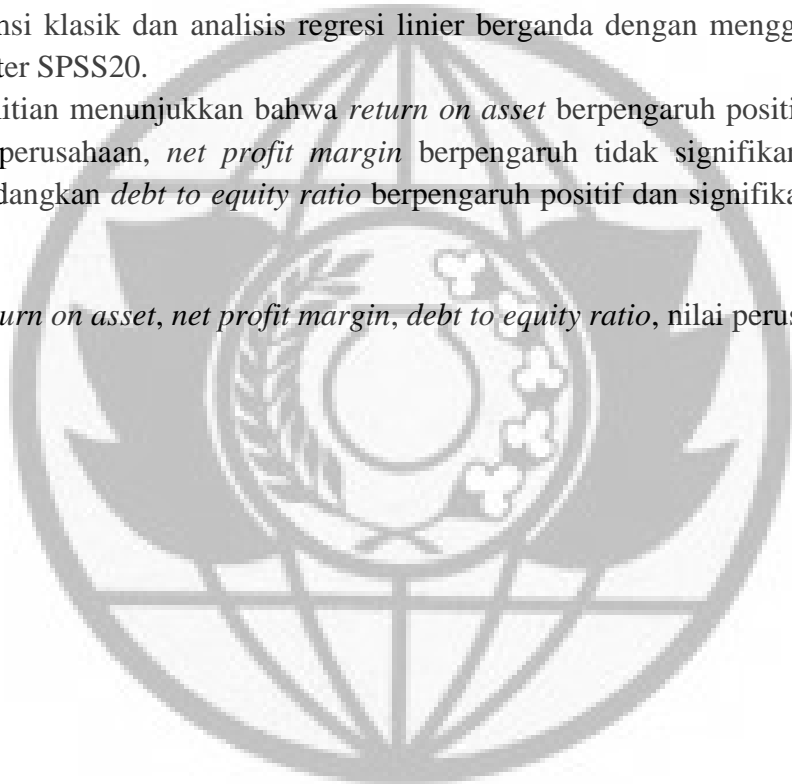 nsi klasik dan analisis regresi linier berganda dengan mengg
ter SPSS20.
litian menunjukkan bahwa return on asset berpengaruh positi
perusahaan, net profit margin berpengaruh tidak signifikan
dangkan debt to equity ratio berpengaruh positif dan signifika
urn on asset, net profit margin, debt to equity ratio, nilai perus